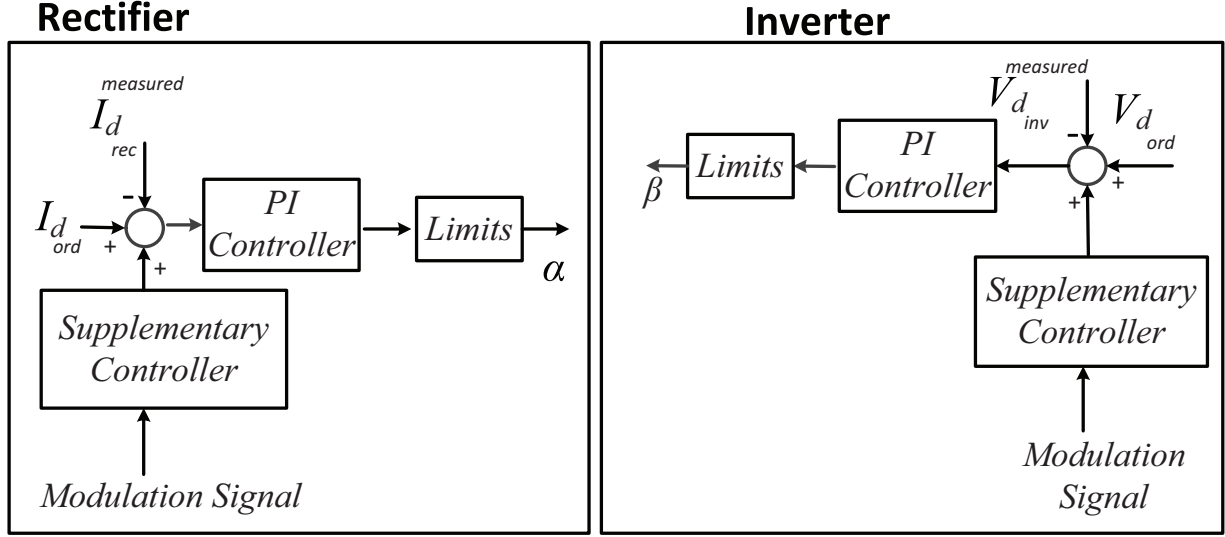 Rectifier
measured
I d
rec
-
I d
ord
+
+
PI
Controller
Limits
α
Supplementary
Controller
Modulation Signal
Inverter
measured
V d
inv
-
V d
ord
+
+
PI
Controller
Limits
β
Supplementary
Controller
Modulation
Signal